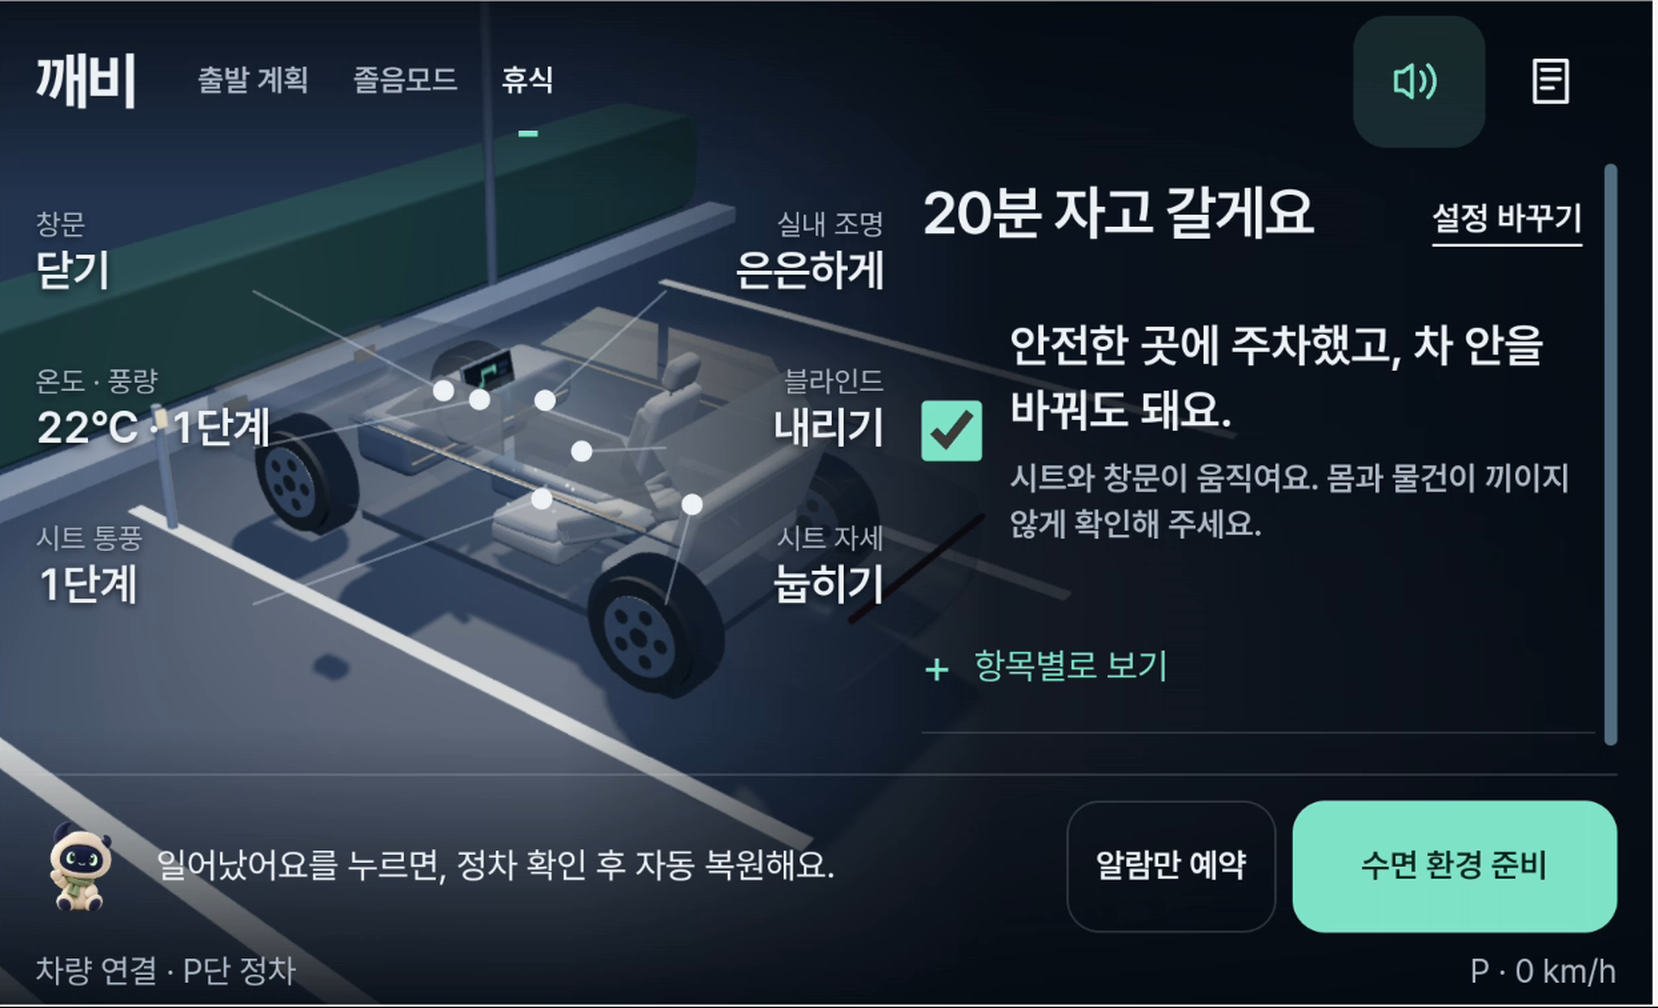 깨비
출발 계획
졸음모드
휴식
창문
닫기
온도 · 풍량
22°C · 1단계
시트 통풍
1단계
실내 조명
은은하게
블라인드
내리기
시트 자세
눕히기
20분 자고 갈게요
설정 바꾸기
안전한 곳에 주차했고, 차 안을
바꿔도 돼요.
시트와 창문이 움직여요. 몸과 물건이 끼이지
않게 확인해 주세요.
+ 항목별로 보기
일어났어요를 누르면, 정차 확인 후 자동 복원해요.
알람만 예약
수면 환경 준비
차량 연결 · P단 정차
P · 0 km/h